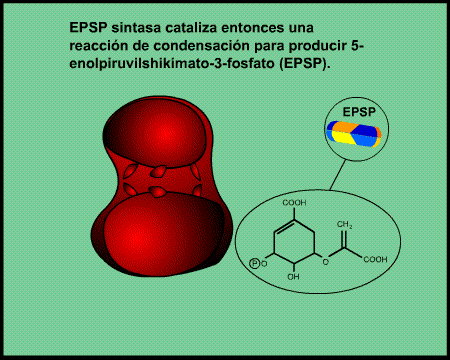 EPSP sintasa cataliza entonces una
reacción de condensación para producir 5-
enolpiruvilshikimato-3-fosfato (EPSP).
EPSP
COOH
CH₂
P O
O
COOH
OH